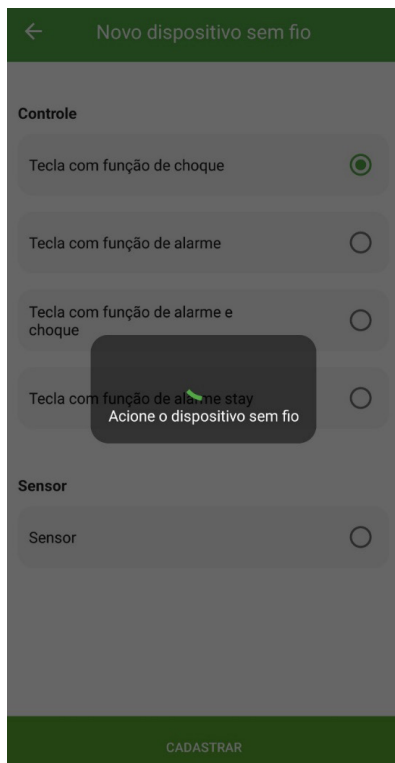 Novo dispositivo sem fio
Controle
Tecla com função de choque
Tecla com função de alarme
Tecla com função de alarme e
choque
Tecla com função de alarme stay
Acione o dispositivo sem fio
Sensor
Sensor
CADASTRAR